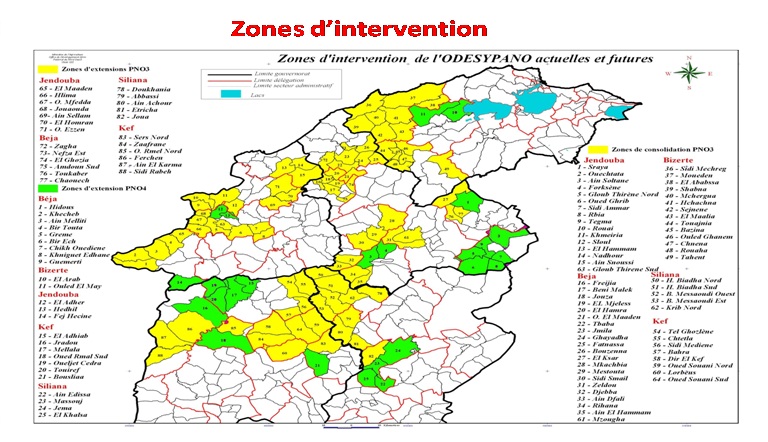 Zones d'intervention
Zones d'intervention de l'ODESYPANO actuelles et futures
Zones d'extensions PNO3
Jendouba
65 - El Maaden
66 - Hlima
67 - O. Mfedda
68 - Jouaouda
69- Ain Sellam
70 - El Homran
71 - O. Ezzen
Beja
72 - Zagha
73- Nefza Est
74 - El Ghozia
75 - Amdoun Sud
76 - Toukaber
77 - Chaouech
Siliana
78 - Doukhania
79 - Abbassi
80 - Ain Achour
81 - Etricha
82 - Joua
Kef
83 - Sers Nord
84 - Zaafrane
85 - O. Rmel Nord
86 - Ferchen
87 - Ain El Karma
88 - Sidi Rabeh
Limite gouvernorat
Limite délégation
Limite secteur administratif
Lacs
N
W
E
S
Zones d'extension PNO4
Béja
1 - Hidous
2 - Khecheb
3 - Ain Melliti
4 - Bir Touta
5 - Greme
6 - Bir Ech
7 - Chikh Ouediene
8 - Khniguet Edhane
9 - Guemerti
Bizerte
10 - El Arab
11 - Ouled El May
Jendouba
12 - El Adher
13 - Hedhil
14 - Fej Hecine
Kef
15 - El Adhiab
16 - Jradou
17 - Mellala
18 - Oued Rmal Sud
19 - Oueljet Cedra
20 - Touiref
21 - Bousliaa
Siliana
22 - Ain Edissa
23 - Massouj
24 - Jema
25 - El Khalsa
Zones de consolidation PNO3
Jendouba
1 - Sraya
2 - Ouechtata
3 - Ain Soltane
4 - Forksène
5 - Gloub Thirène Nord
6 - Oued Ghrib
7 - Sidi Ammar
8 - Rbia
9 - Tegma
10 - Rouai
11- Khmeiria
12 - Sloul
13 - El Hammam
14 - Nadhour
15 - Ain Snoussi
63 - Gloub Thirene Sud
Beja
16 - Freijia
17 - Beni Malek
18 - Jouza
19 - EL Mjeless
20 - El Hamra
21 - O. El Maaden
22 - Tbaba
23 - Jmila
24 - Ghayadha
25 - Fatnassa
26 - Bouzenna
27 - El Ksar
28 - Mkachbia
29 - Mestouta
30 - Sidi Smail
31 - Zeldou
32 - Djebba
33 - Ain Djali
34 - Rihana
35 - Ain El Hammam
61 - Mzougha
Bizerte
36 - Sidi Mechreg
37 - Moueden
38 - El Ababssa
39 - Shabna
40 - Mchergua
41 - Hchachna
42 - Sejnene
43 - El Maalia
44 - Touajnia
45 - Bazina
46 - Ouled Ghanem
47 - Chnena
48 - Rouaha
49 - Tahent
Siliana
50 - H. Biadha Nord
51 - H. Biadha Sud
52 - B. Messaoudi Ouest
53 - B. Messaoudi Est
62 - Krib Nord
Kef
54 - Tel Ghozlène
55 - Chtetla
56 - Sidi Mediene
57 - Bahra
58 - Dir El Kef
59 - Oued Souani Nord
60 - Lorbèus
64 - Oued Souani Sud